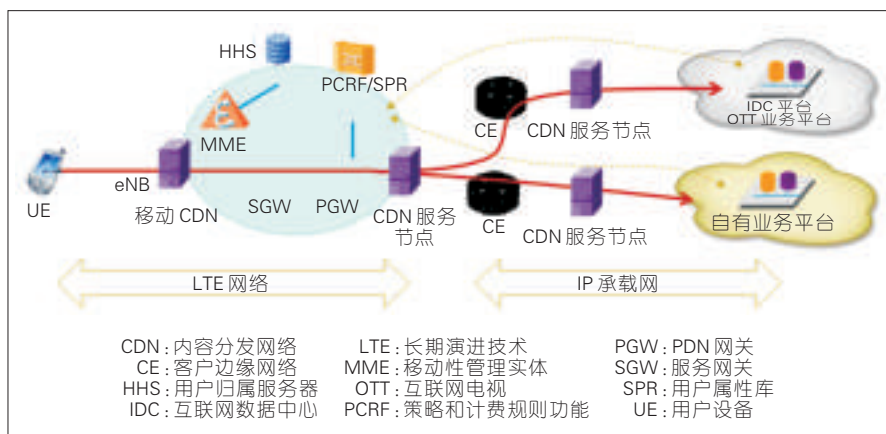 HHS
PCRF/SPR
MME
CE
CDN 服务节点
IDC 平台
OTT 业务平台
UE
eNB
移动 CDN
SGW
PGW
CDN 服务
节点
CE
CDN 服务节点
自有业务平台
LTE 网络
IP 承载网
CDN：内容分发网络
CE：客户边缘网络
HHS：用户归属服务器
IDC：互联网数据中心
LTE：长期演进技术
MME：移动性管理实体
OTT：互联网电视
PCRF：策略和计费规则功能
PGW：PDN 网关
SGW：服务网关
SPR：用户属性库
UE：用户设备